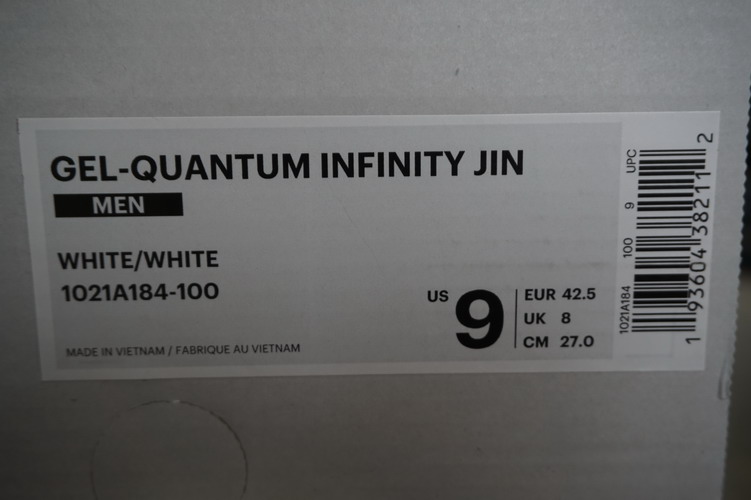 GEL-QUANTUM INFINITY JIN
MEN
WHITE/WHITE
1021A184-100
MADE IN VIETNAM / FABRIQUE AU VIETNAM
US 9
EUR 42.5
UK 8
CM 27.0
1021A184 100 9 UPC
1 93604 38211 2